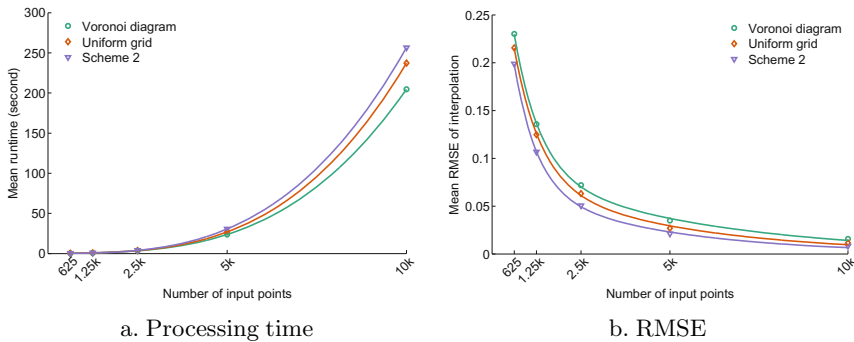 300
250
200
150
100
50
0
Mean runtime (second)
Voronoi diagram
Uniform grid
Scheme 2
625
1.25k
2.5k
5k
10k
Number of input points
a. Processing time
0.25
0.2
0.15
0.1
0.05
0
Mean RMSE of interpolation
Voronoi diagram
Uniform grid
Scheme 2
625
1.25k
2.5k
5k
10k
Number of input points
b. RMSE